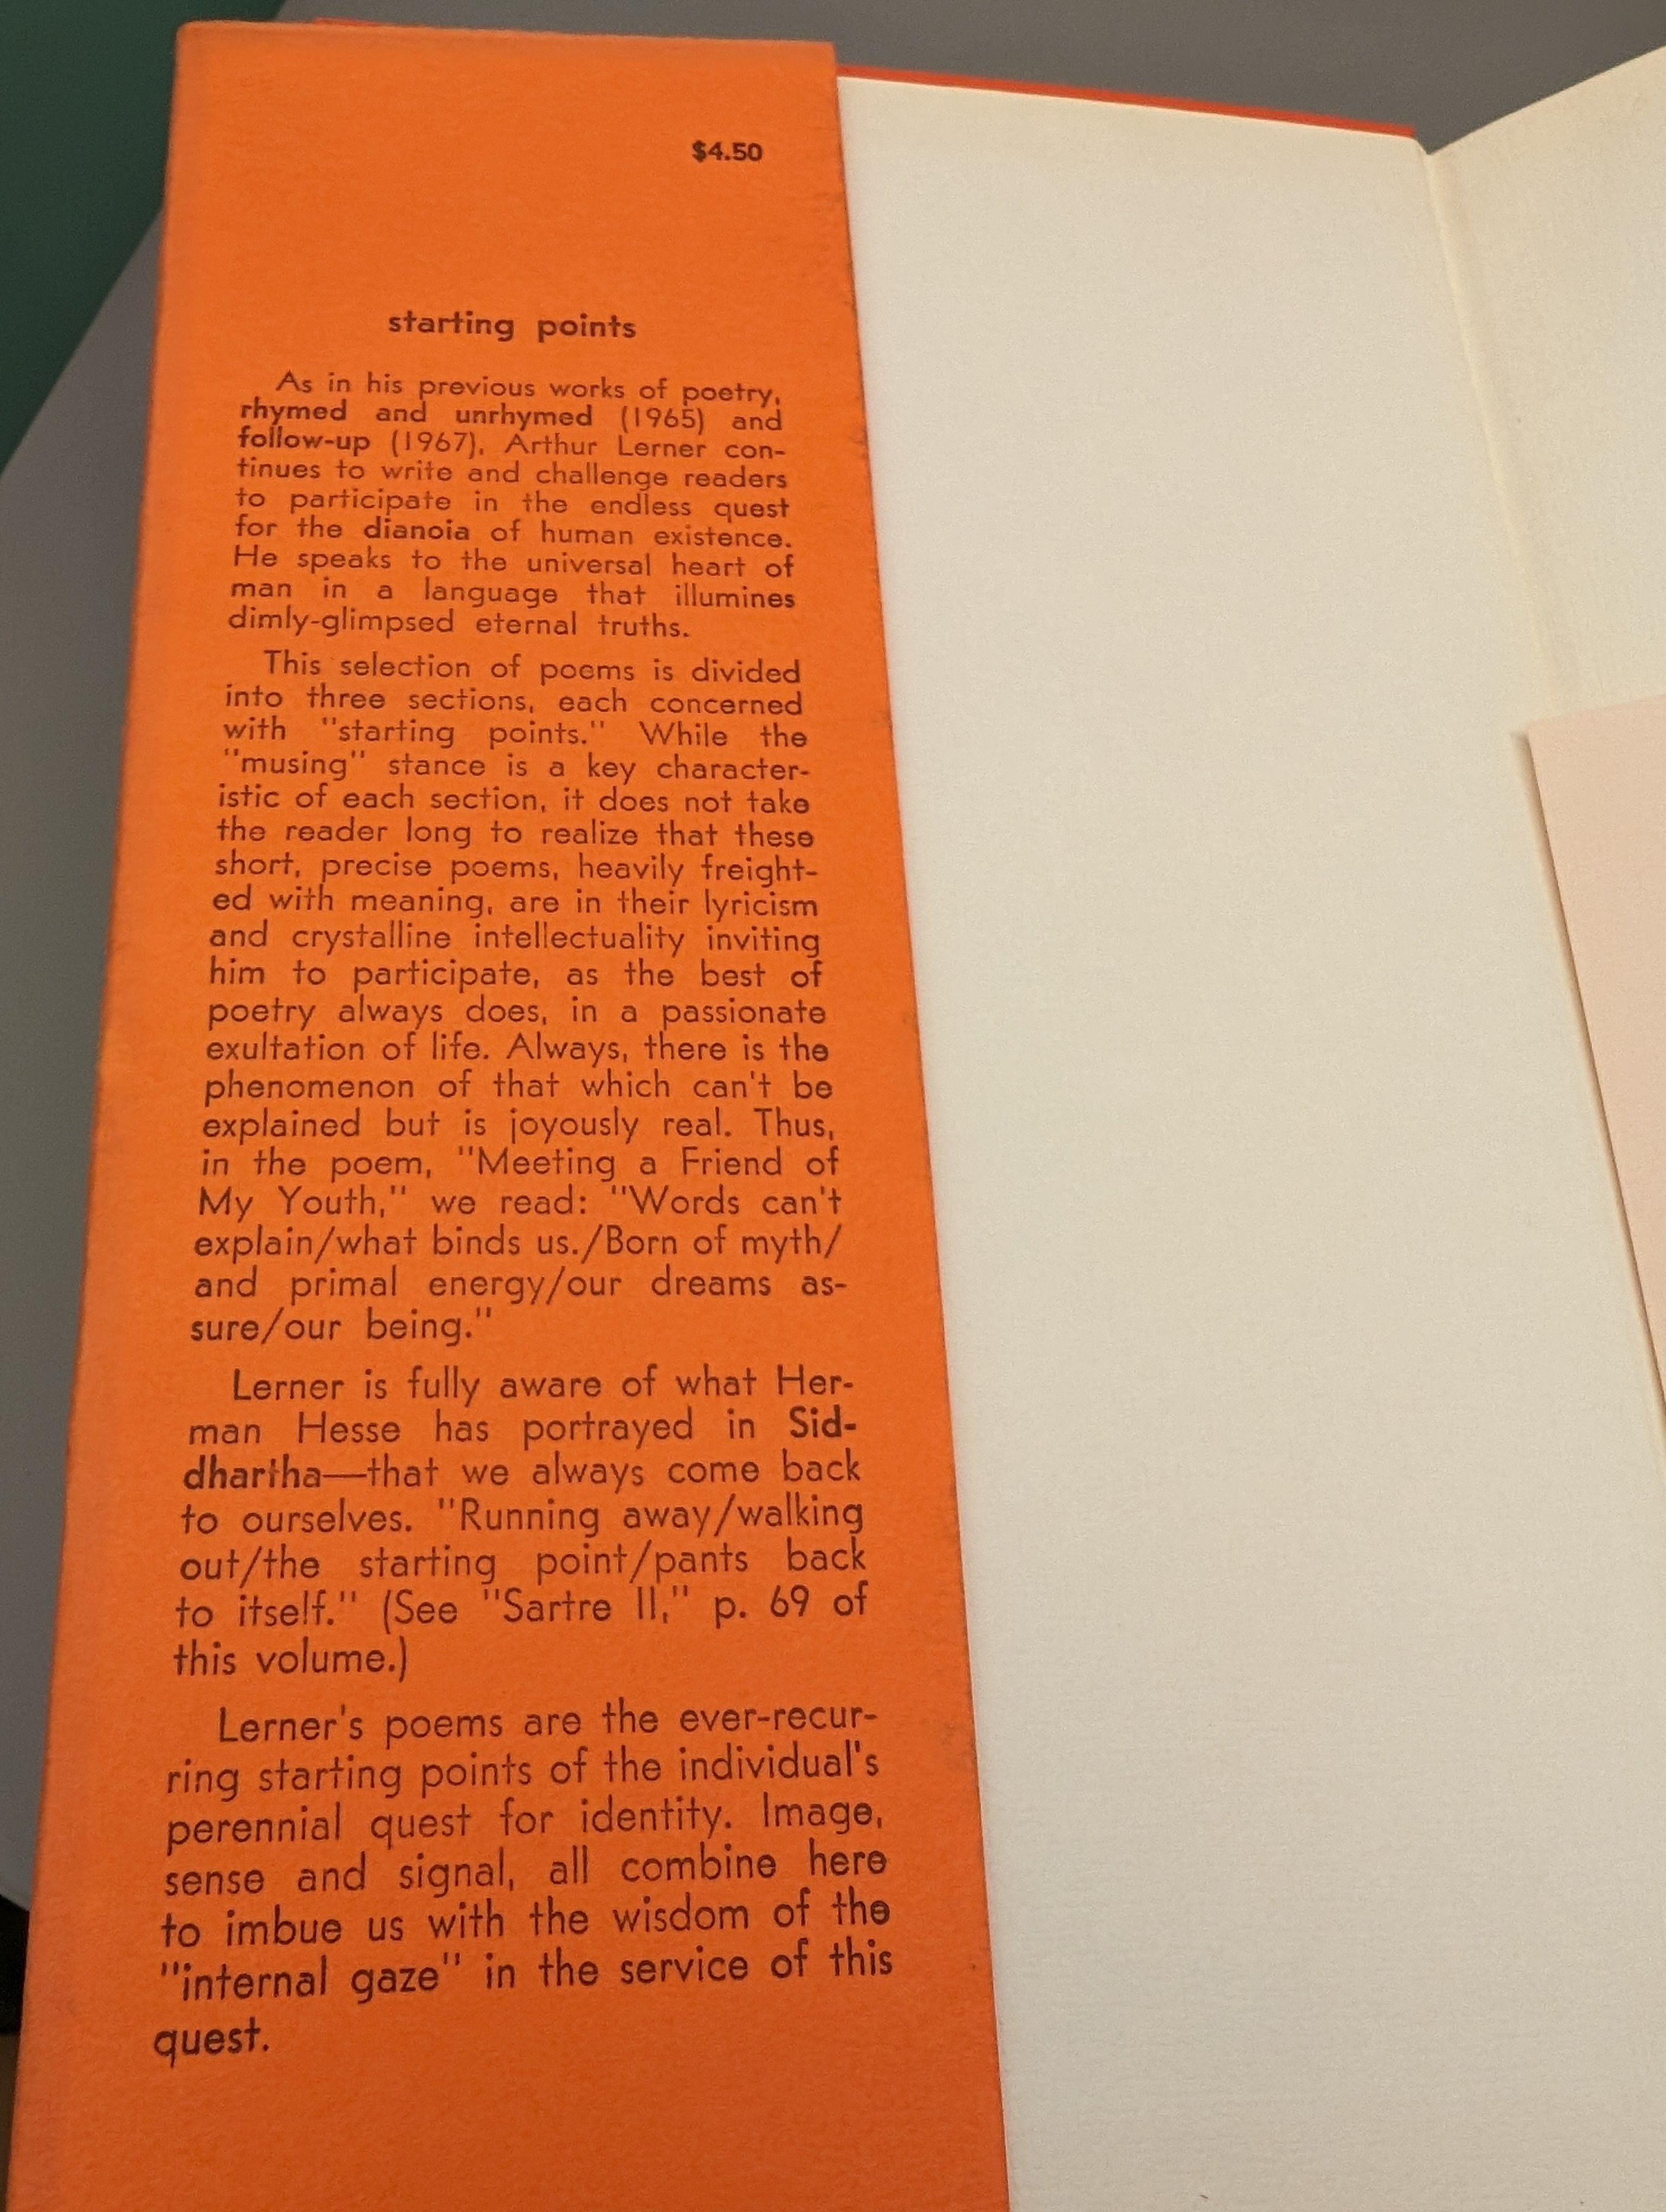 $4.50
starting points
As in his previous works of poetry,
rhymed and unrhymed (1965) and
follow-up (1967), Arthur Lerner con-
tinues to write and challenge readers
to participate in the endless quest
for the dianoia of human existence.
He speaks to the universal heart of
man in a language that illumines
dimly-glimpsed eternal truths.
This selection of poems is divided
into three sections, each concerned
with "starting points." While the
"musing" stance is a key character-
istic of each section, it does not take
the reader long to realize that these
short, precise poems, heavily freight-
ed with meaning, are in their lyricism
and crystalline intellectuality inviting
him to participate, as the best of
poetry always does, in a passionate
exultation of life. Always, there is the
phenomenon of that which can't be
explained but is joyously real. Thus,
in the poem, "Meeting a Friend of
My Youth," we read: "Words can't
explain/what binds us./Born of myth/
and primal energy/our dreams as-
sure/our being."
Lerner is fully aware of what Her-
man Hesse has portrayed in Sid-
dhartha—that we always come back
to ourselves. "Running away/walking
out/the starting point/pants back
to itself." (See "Sartre II," p. 69 of
this volume.)
Lerner's poems are the ever-recur-
ring starting points of the individual's
perennial quest for identity. Image,
sense and signal, all combine here
to imbue us with the wisdom of the
"internal gaze" in the service of this
quest.